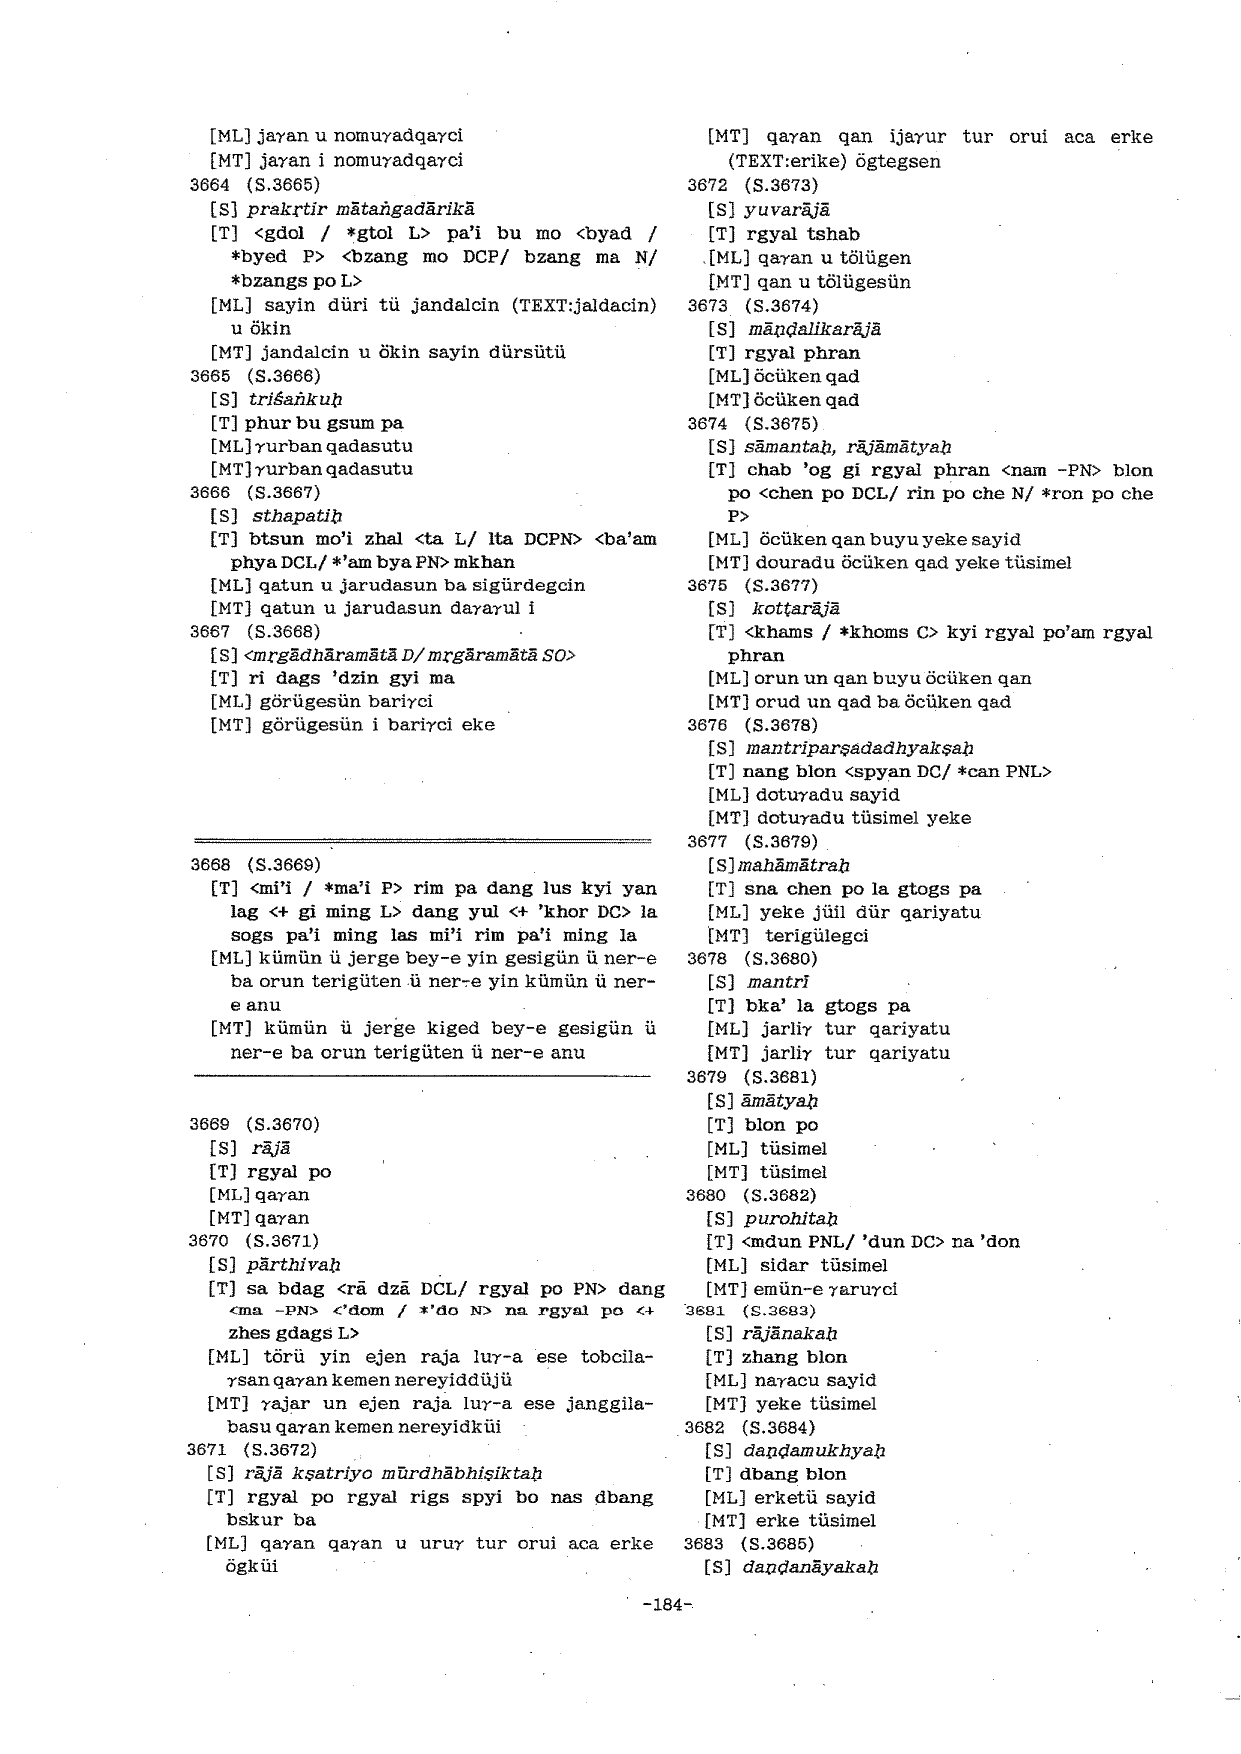 [ML] jaγan u nomuγadqaγci
[MT] jaγan i nomuγadqaγci
3664 (S.3665)
[S] prakṛtir mātaṅgadārikā
[T] <gdol / *gtol L> pa'i bu mo <byad /
*byed P> <bzang mo DCP/ bzang ma N/
*bzangs po L>
[ML] sayin düri tü jandalcin (TEXT:jaldacin)
u ökin
[MT] jandalcin u ökin sayin dürsütü
3665 (S.3666)
[S] triśaṅkuḥ
[T] phur bu gsum pa
[ML] γurban qadasutu
[MT] γurban qadasutu
3666 (S.3667)
[S] sthapatiḥ
[T] btsun mo'i zhal <ta L/ lta DCPN> <ba'am
phya DCL/ *'am bya PN> mkhan
[ML] qatun u jarudasun ba sigürdegcin
[MT] qatun u jarudasun daγaγul i
3667 (S.3668)
[S] <mṛgādhāramātā D/ mṛgāramātā SO>
[T] ri dags 'dzin gyi ma
[ML] görügesün bariγci
[MT] görügesün i bariγci eke
3668 (S.3669)
[T] <mi'i / *ma'i P> rim pa dang lus kyi yan
lag <+ gi ming L> dang yul <+ 'khor DC> la
sogs pa'i ming las mi'i rim pa'i ming la
[ML] kümün ü jerge bey-e yin gesigün ü ner-e
ba orun terigüten ü ner-e yin kümün ü ner-
e anu
[MT] kümün ü jerge kiged bey-e gesigün ü
ner-e ba orun terigüten ü ner-e anu
3669 (S.3670)
[S] rājā
[T] rgyal po
[ML] qaγan
[MT] qaγan
3670 (S.3671)
[S] pārthivaḥ
[T] sa bdag <rā dzā DCL/ rgyal po PN> dang
<ma -PN> <'dom / *'do N> na rgyal po <+
zhes gdags L>
[ML] törü yin ejen raja luγ-a ese tobcila-
γsan qaγan kemen nereyiddüjü
[MT] γajar un ejen raja luγ-a ese janggila-
basu qaγan kemen nereyidküi
3671 (S.3672)
[S] rājā kṣatriyo mūrdhābhiṣiktaḥ
[T] rgyal po rgyal rigs spyi bo nas dbang
bskur ba
[ML] qaγan qaγan u uruγ tur orui aca erke
ögküi
[MT] qaγan qan ijaγur tur orui aca erke
(TEXT:erike) ögtegsen
3672 (S.3673)
[S] yuvarājā
[T] rgyal tshab
[ML] qaγan u tölügen
[MT] qan u tölügesün
3673 (S.3674)
[S] māṇḍalikarājā
[T] rgyal phran
[ML] öcüken qad
[MT] öcüken qad
3674 (S.3675)
[S] sāmantaḥ, rājāmātyaḥ
[T] chab 'og gi rgyal phran <nam -PN> blon
po <chen po DCL/ rin po che N/ *ron po che
P>
[ML] öcüken qan buyu yeke sayid
[MT] douradu öcüken qad yeke tüsimel
3675 (S.3677)
[S] koṭṭarājā
[T] <khams / *khoms C> kyi rgyal po'am rgyal
phran
[ML] orun un qan buyu öcüken qan
[MT] orud un qad ba öcüken qad
3676 (S.3678)
[S] mantriparṣadadhyakṣaḥ
[T] nang blon <spyan DC/ *can PNL>
[ML] dotuγadu sayid
[MT] dotuγadu tüsimel yeke
3677 (S.3679)
[S] mahāmātraḥ
[T] sna chen po la gtogs pa
[ML] yeke jüil dür qariyatu
[MT] terigülegci
3678 (S.3680)
[S] mantrī
[T] bka' la gtogs pa
[ML] jarliγ tur qariyatu
[MT] jarliγ tur qariyatu
3679 (S.3681)
[S] āmātyaḥ
[T] blon po
[ML] tüsimel
[MT] tüsimel
3680 (S.3682)
[S] purohitaḥ
[T] <mdun PNL/ 'dun DC> na 'don
[ML] sidar tüsimel
[MT] emün-e γaruγci
3681 (S.3683)
[S] rājānakaḥ
[T] zhang blon
[ML] naγacu sayid
[MT] yeke tüsimel
3682 (S.3684)
[S] daṇḍamukhyaḥ
[T] dbang blon
[ML] erketü sayid
[MT] erke tüsimel
3683 (S.3685)
[S] daṇḍanāyakaḥ
-184-